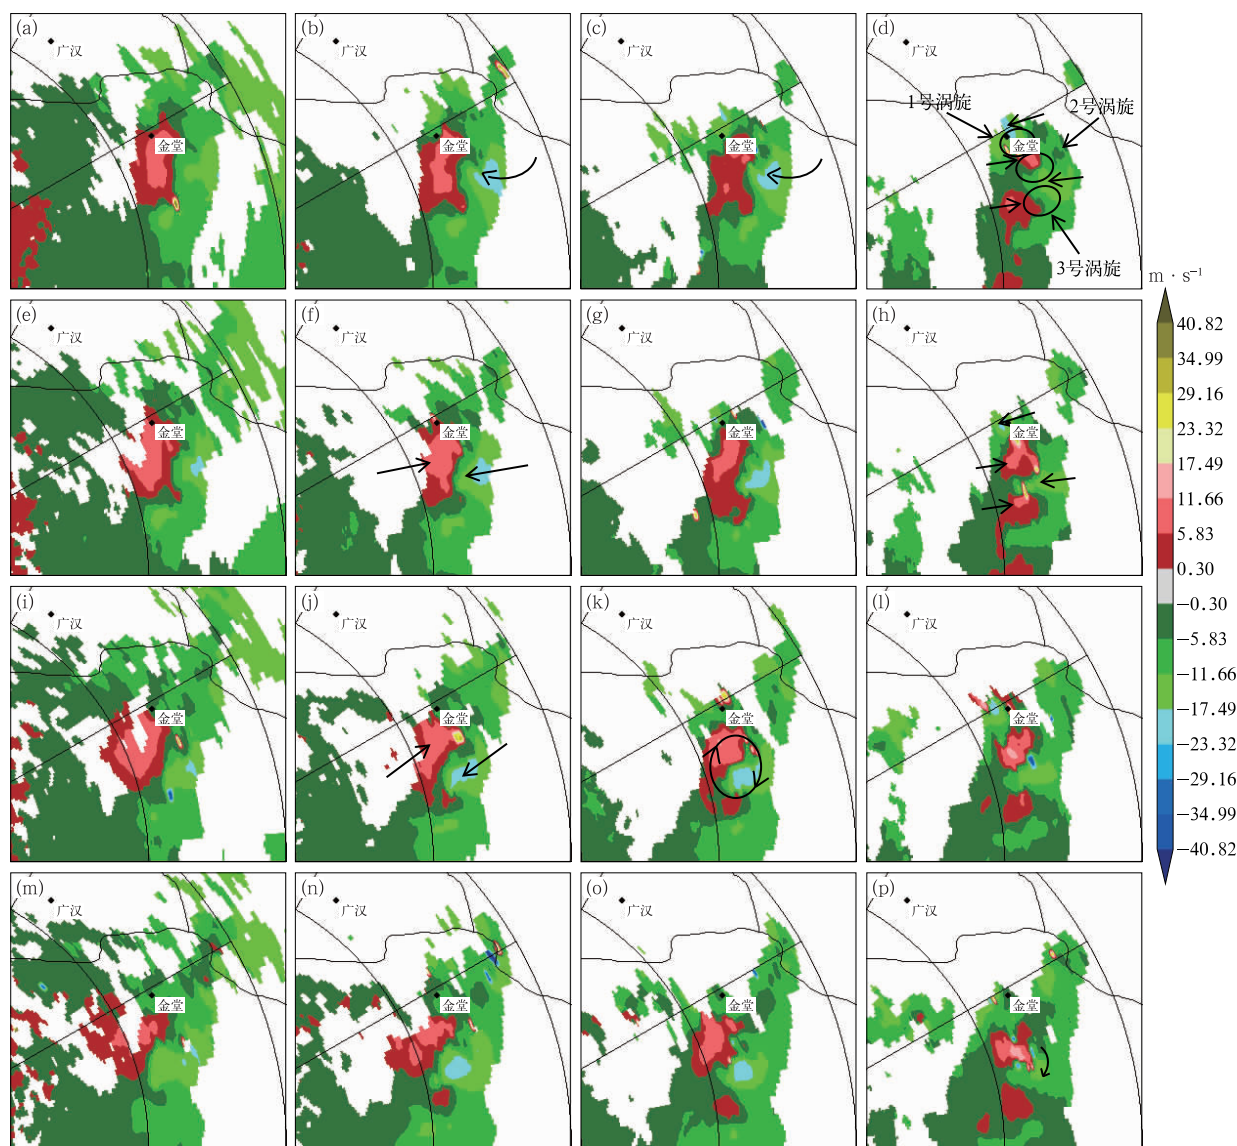 (a)
广汉
金堂
(b)
广汉
金堂
(c)
广汉
金堂
(d)
广汉
1号涡旋
2号涡旋
金堂
3号涡旋
m · s⁻¹
(e)
广汉
金堂
(f)
广汉
金堂
(g)
广汉
金堂
(h)
广汉
金堂
40.82
34.99
29.16
23.32
17.49
11.66
5.83
0.30
−0.30
−5.83
−11.66
−17.49
−23.32
−29.16
−34.99
−40.82
(i)
广汉
金堂
(j)
广汉
金堂
(k)
广汉
金堂
(l)
广汉
金堂
(m)
广汉
金堂
(n)
广汉
金堂
(o)
广汉
金堂
(p)
广汉
金堂